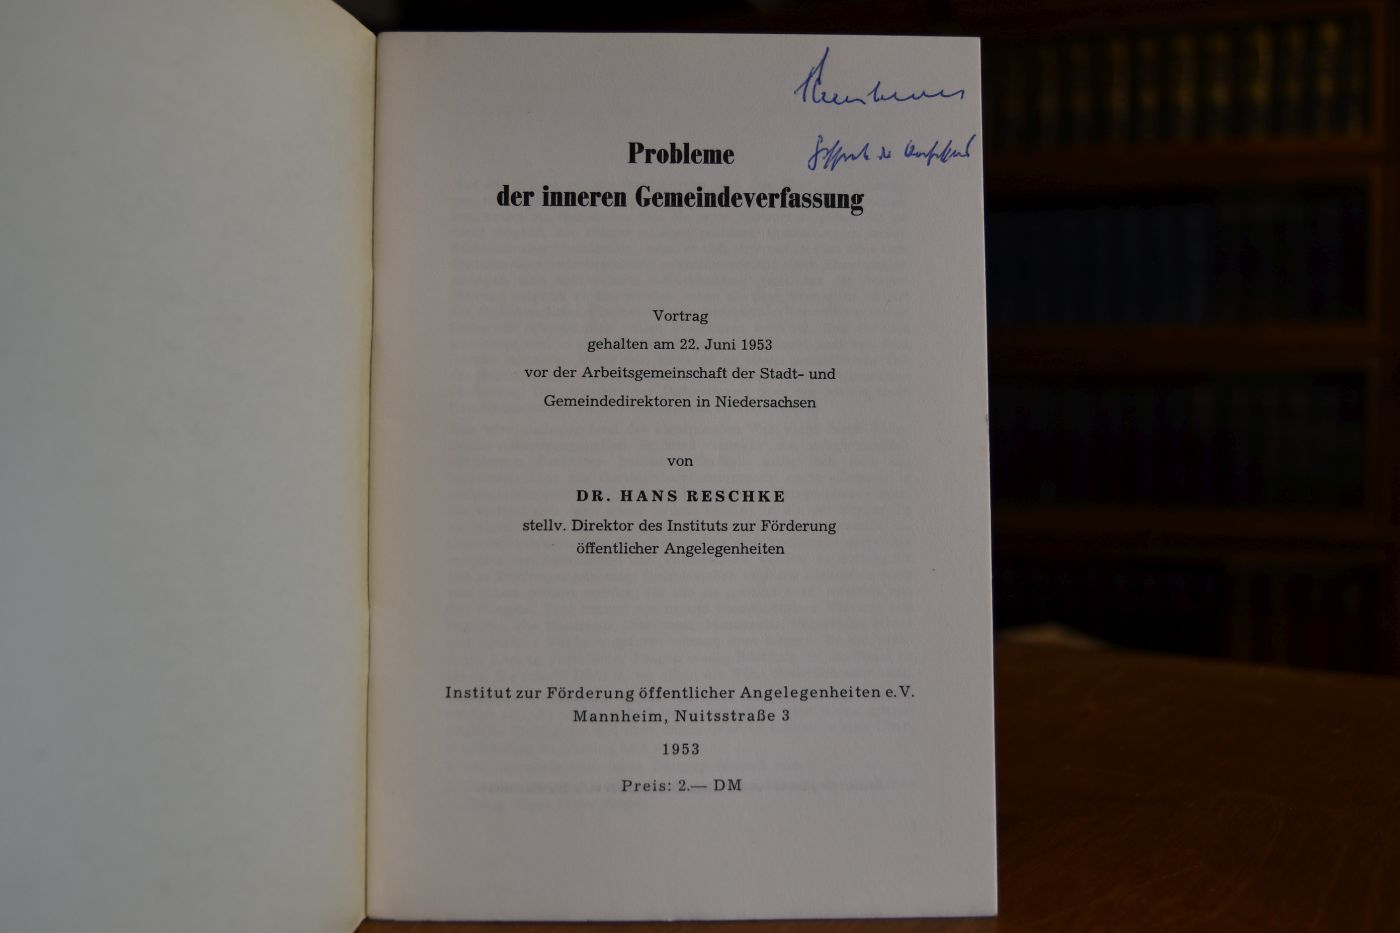 Probleme
der inneren Gemeindeverfassung
Vortrag
gehalten am 22. Juni 1953
vor der Arbeitsgemeinschaft der Stadt- und
Gemeindedirektoren in Niedersachsen
von
DR. HANS RESCHKE
stellv. Direktor des Instituts zur Förderung
öffentlicher Angelegenheiten
Institut zur Förderung öffentlicher Angelegenheiten e.V.
Mannheim, Nuitsstraße 3
1953
Preis: 2.— DM